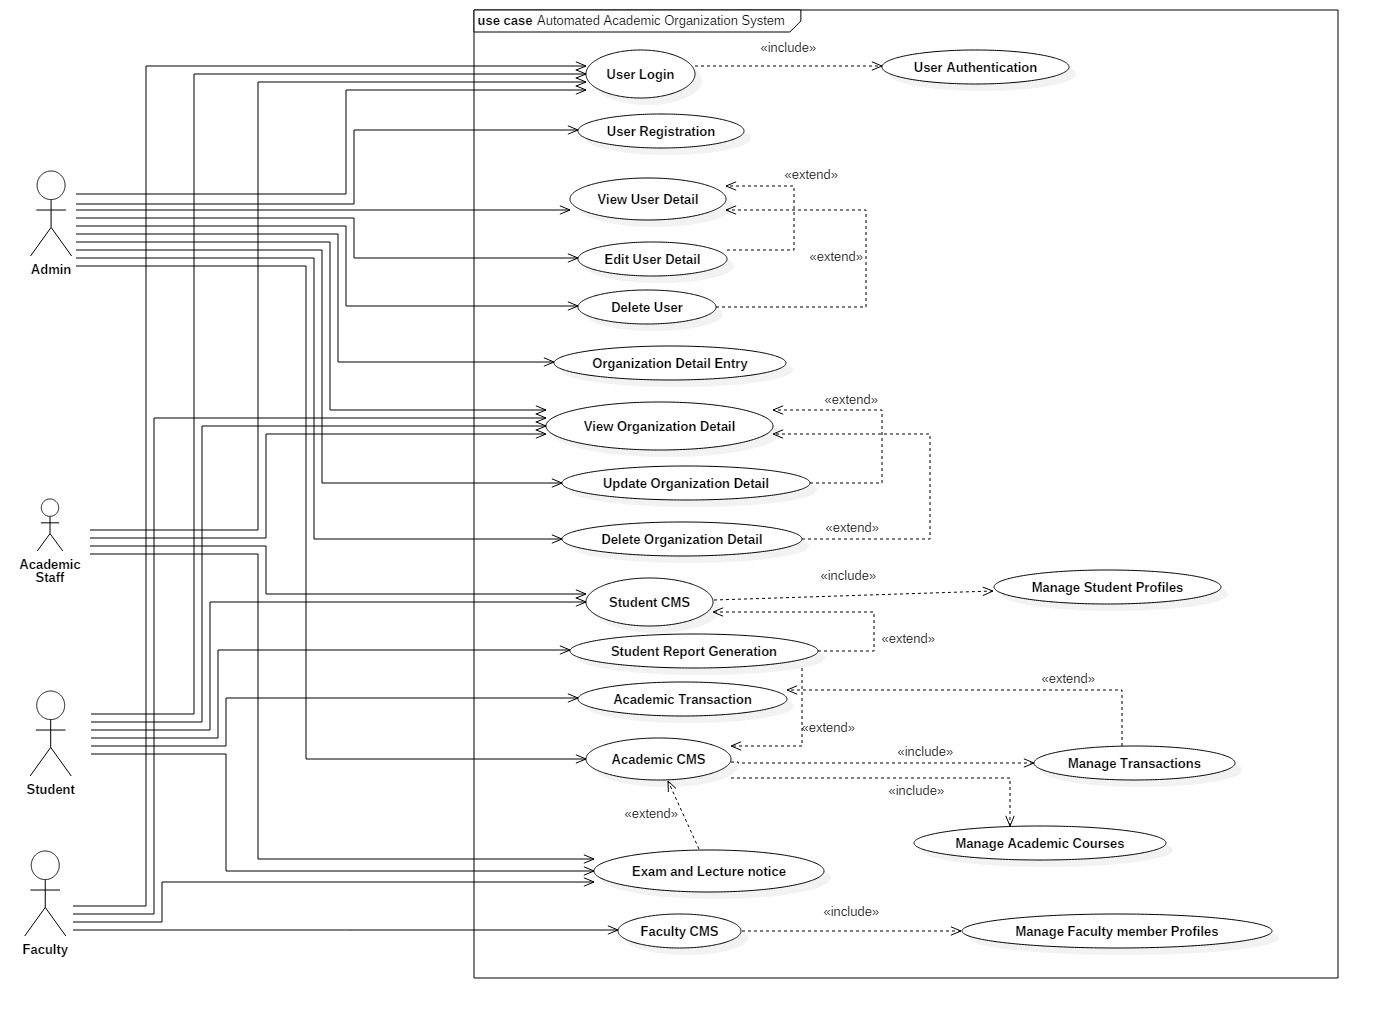 use case Automated Academic Organization System
«include»
User Login
User Authentication
User Registration
«extend»
View User Detail
Edit User Detail
«extend»
Admin
Delete User
Organization Detail Entry
«extend»
View Organization Detail
Update Organization Detail
«extend»
Delete Organization Detail
Academic
Staff
«include»
Manage Student Profiles
Student CMS
«extend»
Student Report Generation
«extend»
Academic Transaction
«extend»
«include»
Academic CMS
Manage Transactions
Student
«include»
«extend»
Manage Academic Courses
Exam and Lecture notice
«include»
Faculty CMS
Manage Faculty member Profiles
Faculty